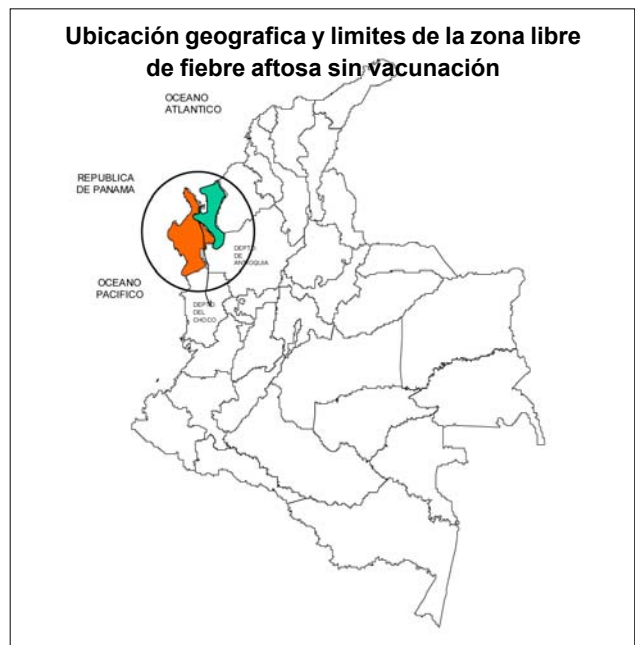 Ubicación geografica y limites de la zona libre
de fiebre aftosa sin vacunación
OCEANO
ATLANTICO
REPUBLICA
DE PANAMA
DEPTO
DE
ANTIOQUIA
OCEANO
PACIFICO
DEPTO
DEL
CHOCO